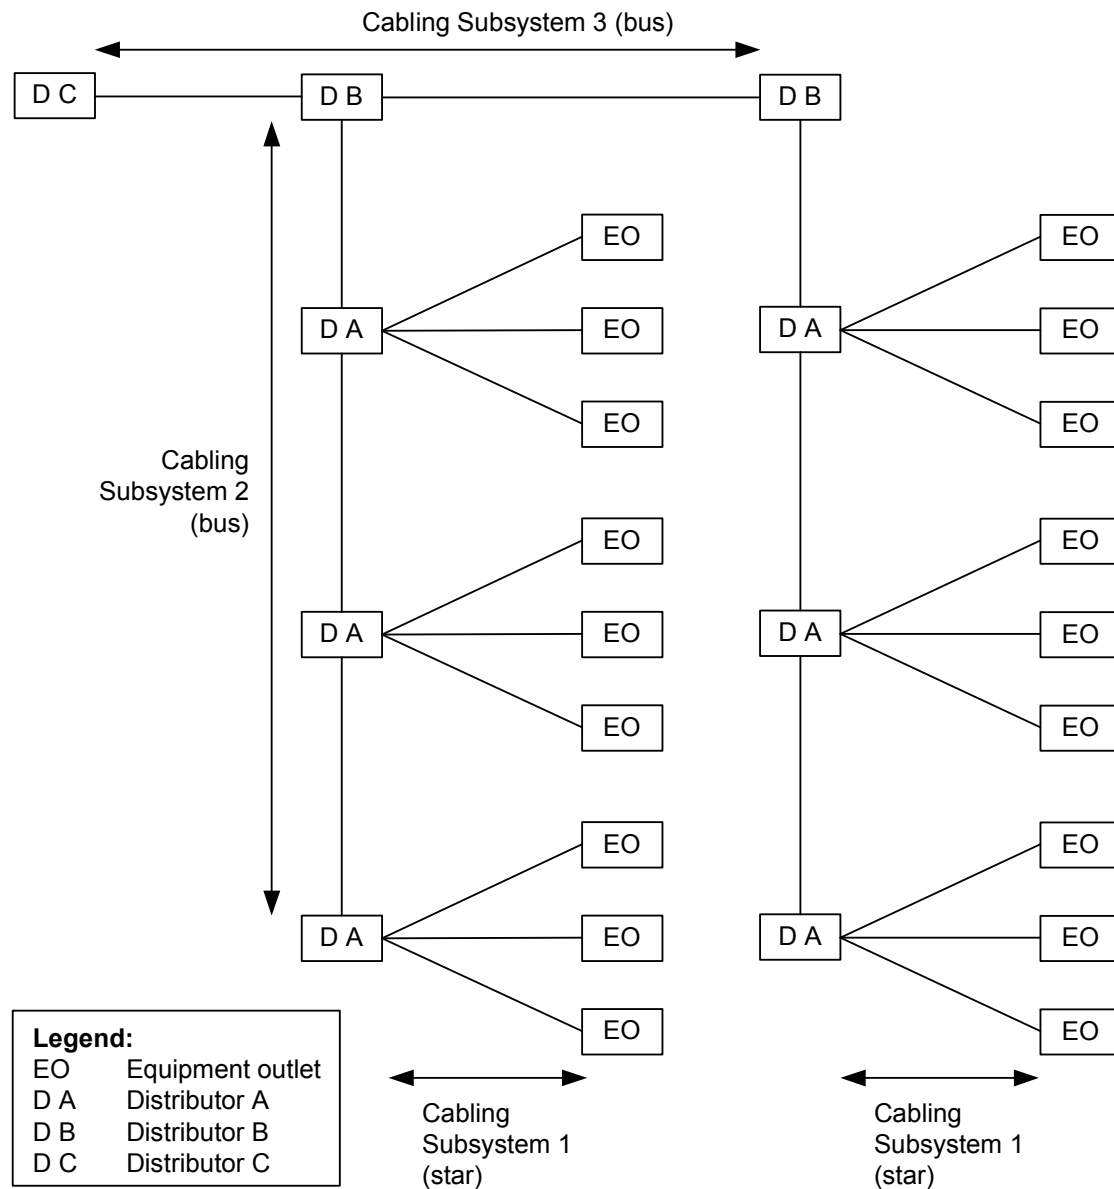 Cabling Subsystem 3 (bus)
D C
D B
D B
EO
EO
D A
EO
D A
EO
EO
EO
Cabling
Subsystem 2
(bus)
EO
EO
D A
EO
D A
EO
EO
EO
EO
EO
D A
EO
D A
EO
EO
EO
Legend:
EO Equipment outlet
D A Distributor A
D B Distributor B
D C Distributor C
Cabling
Subsystem 1
(star)
Cabling
Subsystem 1
(star)